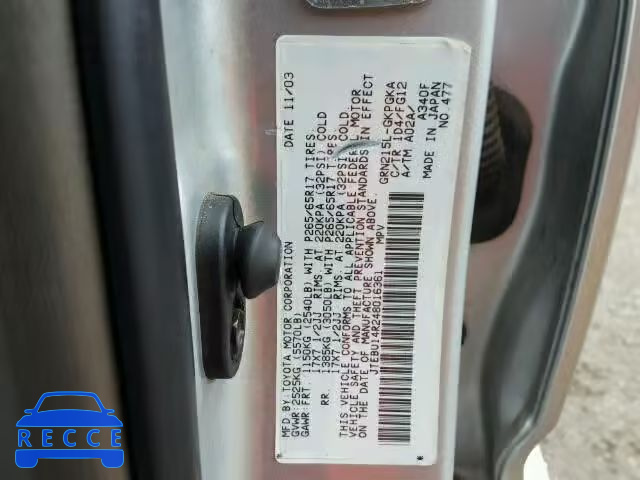 MFD.BY:TOYOTA MOTOR CORPORATION DATE 11/03
GVWR:2525KG (5570LB)
GAWR:FRT. 1150KG (2540LB) WITH P265/65R17 TIRES.
17X7 1/2JJ RIMS. AT 220KPA (32PSI) COLD
RR. 1385KG (3050LB) WITH P265/65R17 TIRES.
17X7 1/2JJ RIMS. AT 220KPA (32PSI) COLD.
THIS VEHICLE CONFORMS TO ALL APPLICABLE FEDERAL MOTOR
VEHICLE SAFETY AND THEFT PREVENTION STANDARDS IN EFFECT
ON THE DATE OF MANUFACTURE SHOWN ABOVE.
JTEBU14R248016361 MPV
GRN215L-GKPGKA
C/TR 1D4/FG12
A/TM A02A/ A340F
MADE IN JAPAN
NO 477
RECCE